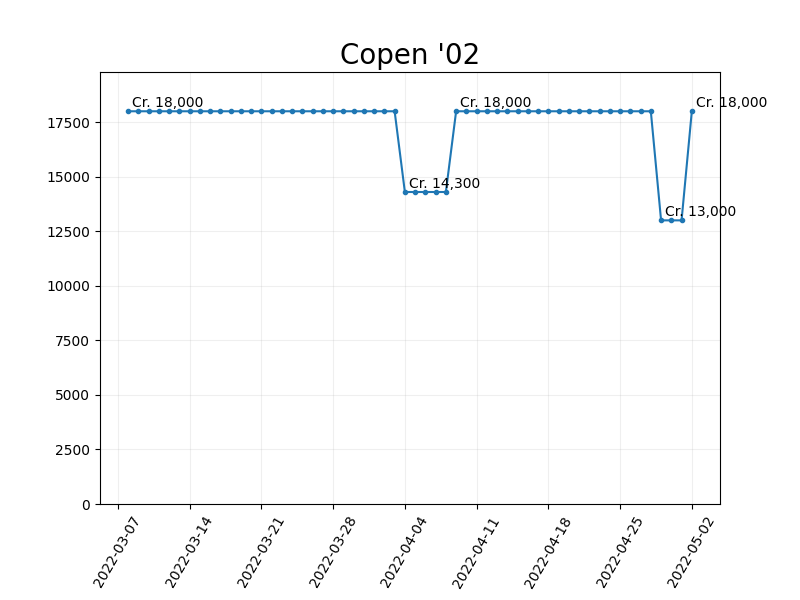 Copen '02
Cr. 18,000
Cr. 18,000
Cr. 18,000
Cr. 14,300
Cr. 13,000
17500
15000
12500
10000
7500
5000
2500
0
2022-03-07
2022-03-14
2022-03-21
2022-03-28
2022-04-04
2022-04-11
2022-04-18
2022-04-25
2022-05-02